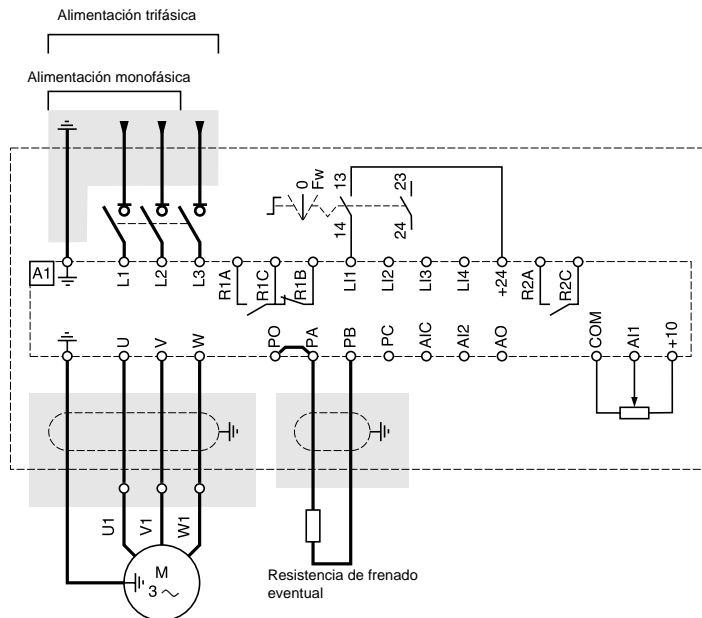 Alimentación trifásica
Alimentación monofásica
0
Fw
13
23
14
24
A1
L1
L2
L3
R1A
R1C
R1B
LI1
LI2
LI3
LI4
+24
R2A
R2C
U
V
W
PO
PA
PB
PC
AIC
AI2
AO
COM
AI1
+10
U1
V1
W1
M
3
Resistencia de frenado
eventual